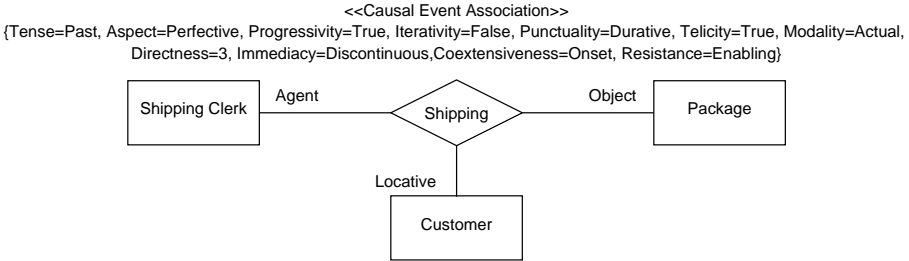 <<Causal Event Association>>
{Tense=Past, Aspect=Perfective, Progressivity=True, Iterativity=False, Punctuality=Durative, Telicity=True, Modality=Actual,
Directness=3, Immediacy=Discontinuous,Coextensiveness=Onset, Resistance=Enabling}
Shipping Clerk
Agent
Shipping
Object
Package
Locative
Customer